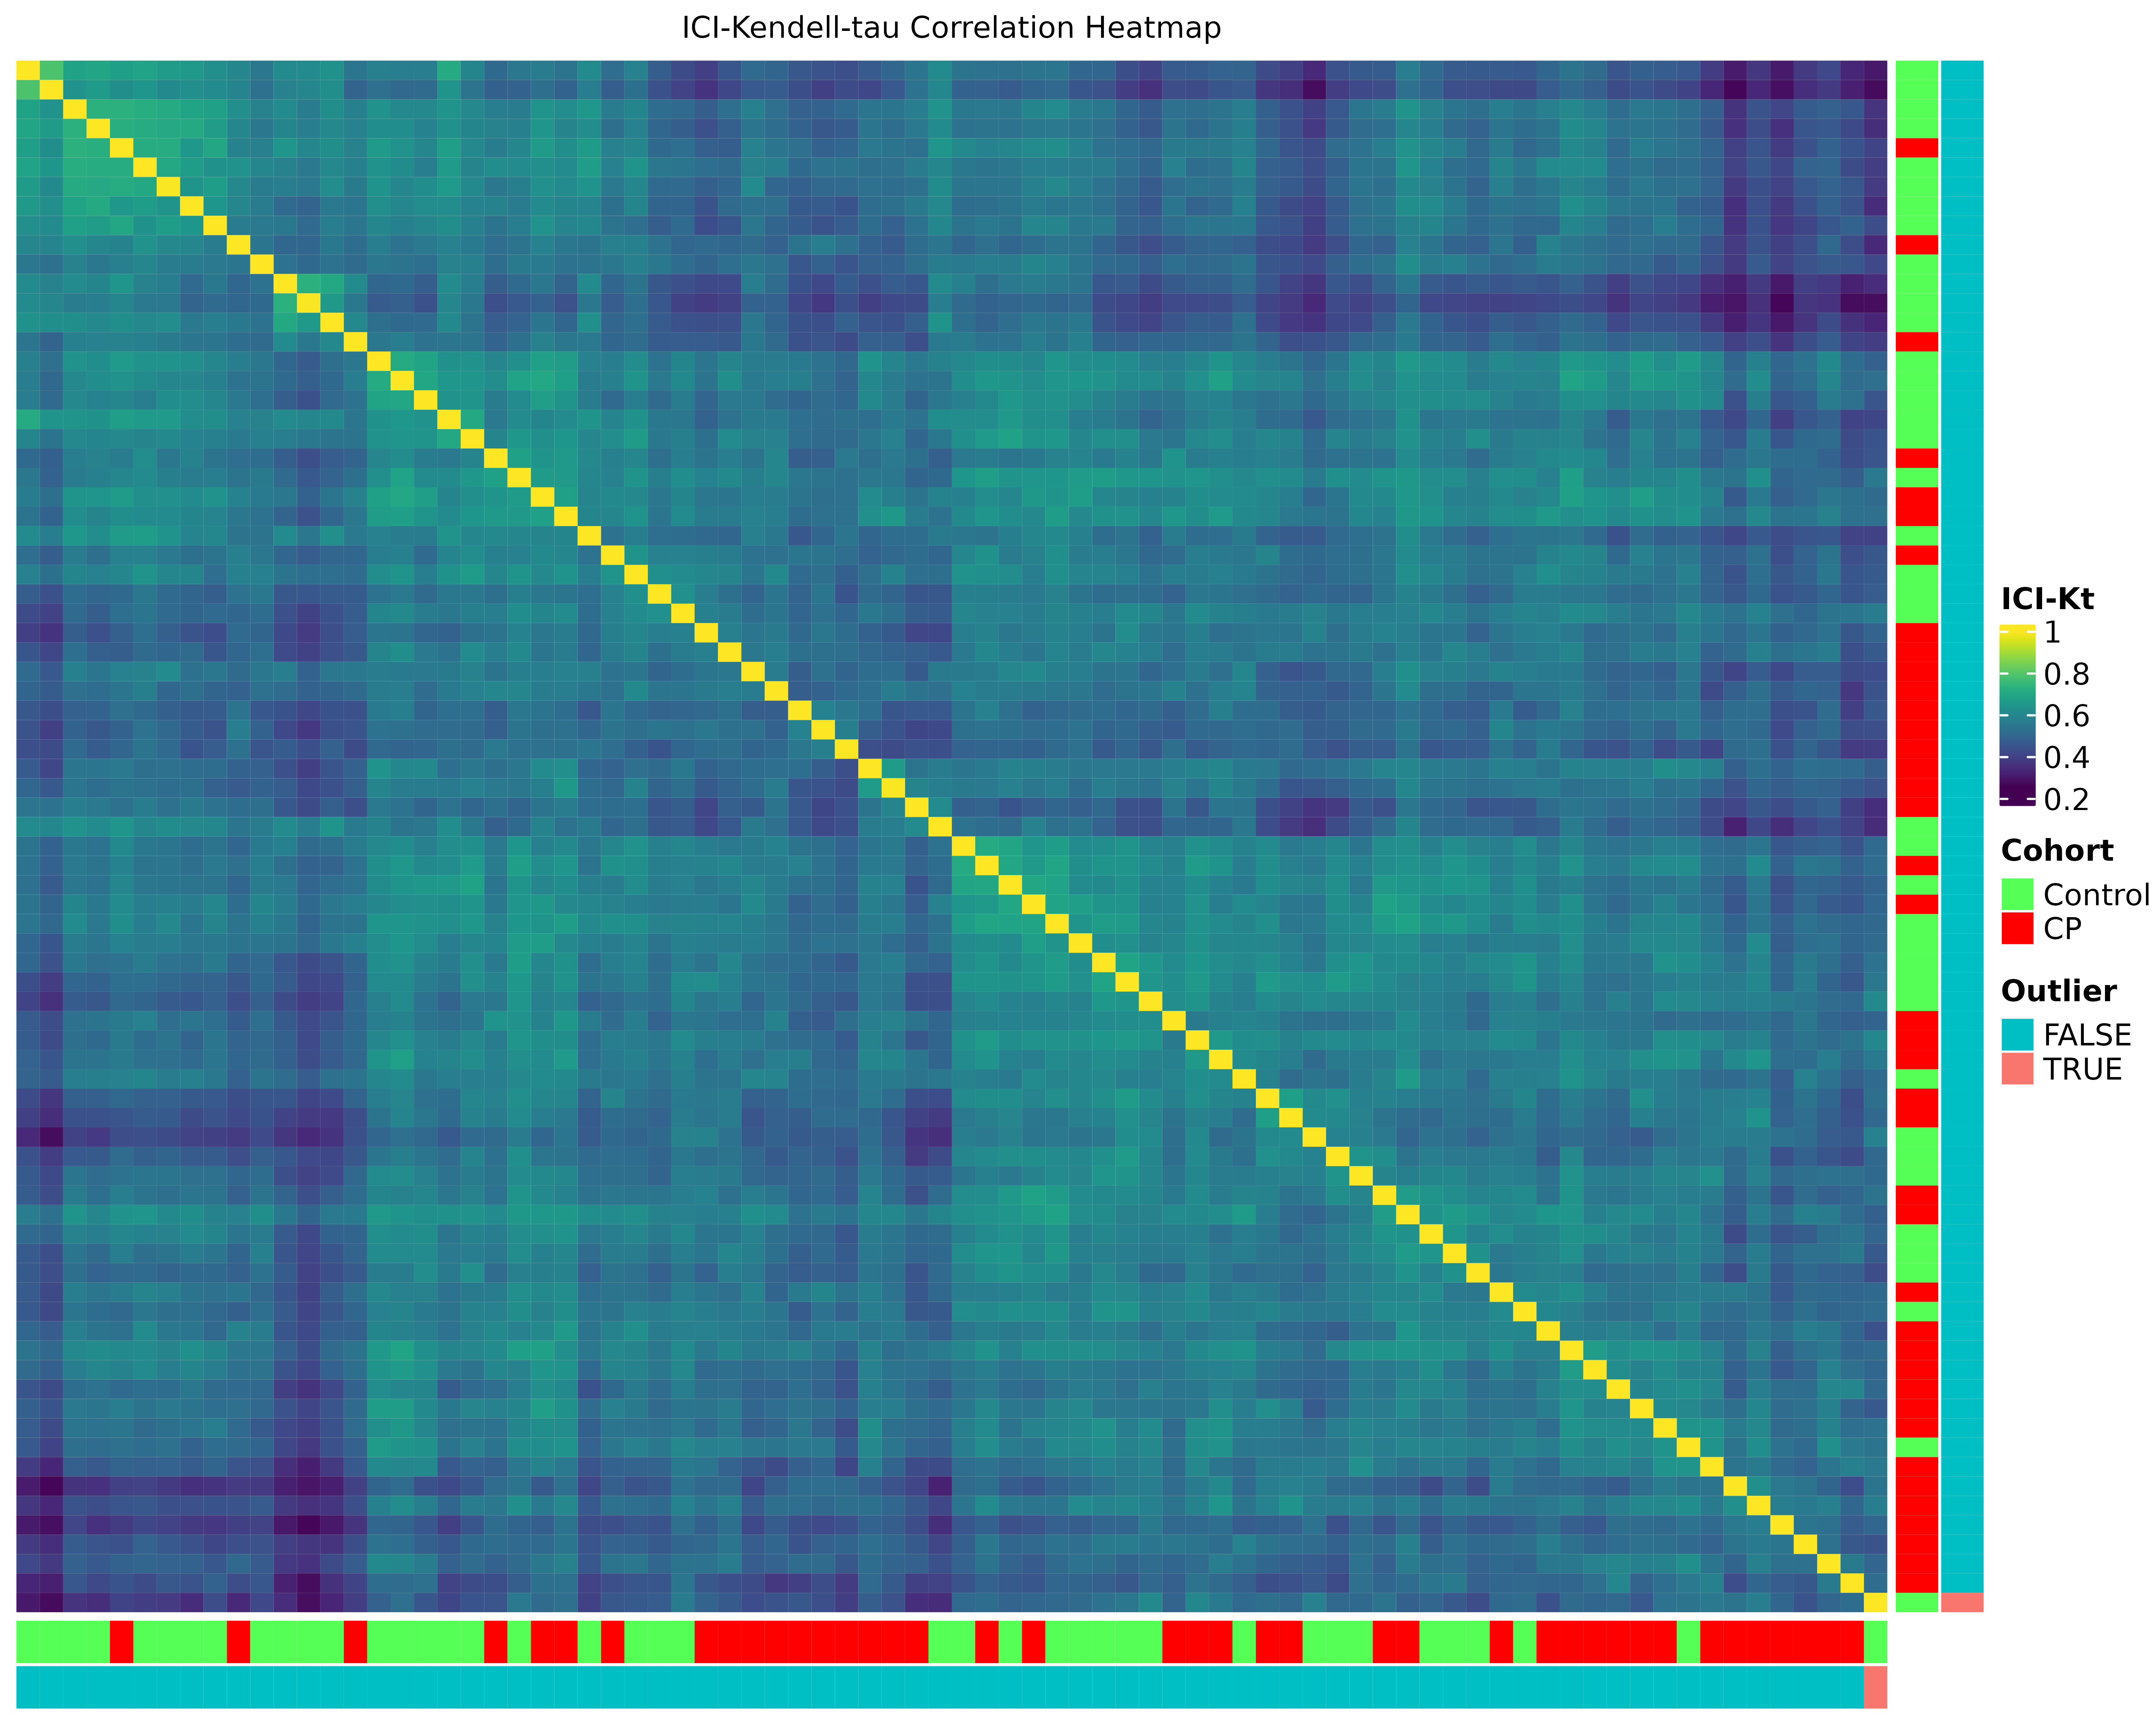 ICI-Kendell-tau Correlation Heatmap
ICI-Kt
1
0.8
0.6
0.4
0.2
Cohort
Control
CP
Outlier
FALSE
TRUE